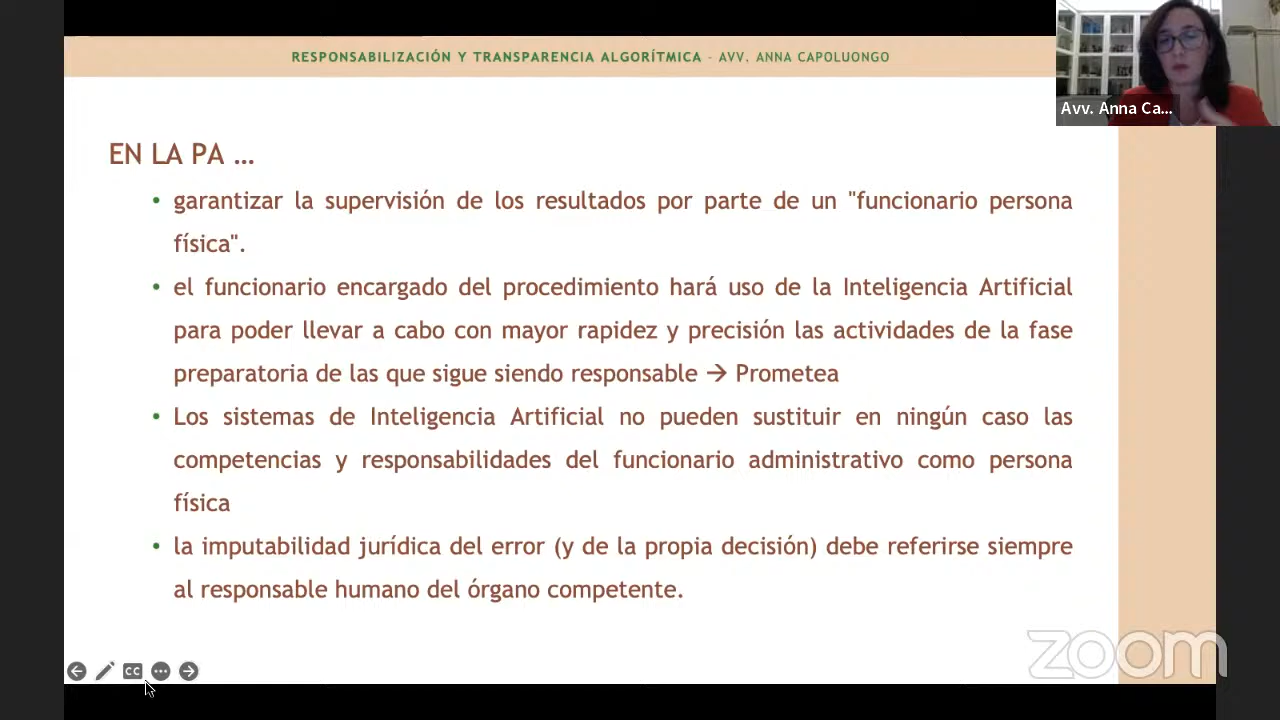 RESPONSABILIZACIÓN Y TRANSPARENCIA ALGORÍTMICA - AVV. ANNA CAPOLUONGO
Avv. Anna Ca...
EN LA PA …
• garantizar la supervisión de los resultados por parte de un "funcionario persona
física".
• el funcionario encargado del procedimiento hará uso de la Inteligencia Artificial
para poder llevar a cabo con mayor rapidez y precisión las actividades de la fase
preparatoria de las que sigue siendo responsable → Prometea
• Los sistemas de Inteligencia Artificial no pueden sustituir en ningún caso las
competencias y responsabilidades del funcionario administrativo como persona
física
• la imputabilidad jurídica del error (y de la propia decisión) debe referirse siempre
al responsable humano del órgano competente.
CC
zoom